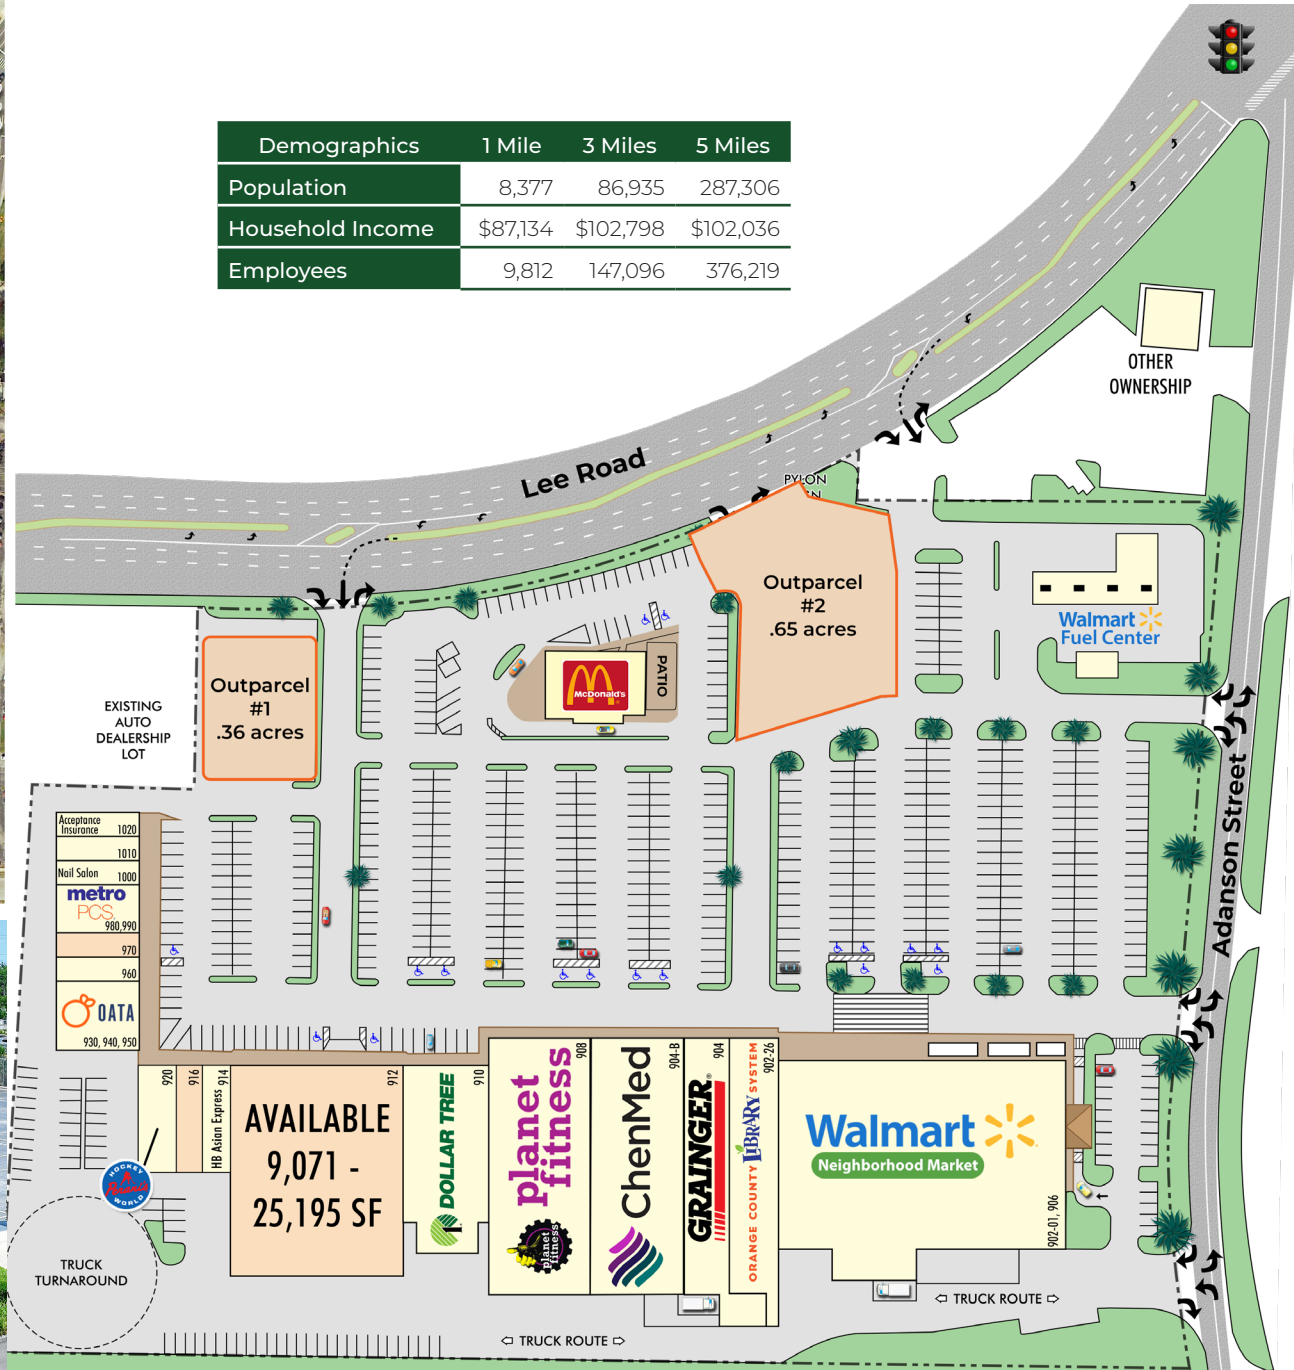 Demographics 1 Mile 3 Miles 5 Miles
Population 8,377 86,935 287,306
Household Income $87,134 $102,798 $102,036
Employees 9,812 147,096 376,219
OTHER
OWNERSHIP
Lee Road
PYLON
Outparcel
#2
.65 acres
Walmart
Fuel Center
Outparcel
#1
.36 acres
McDonald's
PATIO
EXISTING
AUTO
DEALERSHIP
LOT
Adanson Street
Acceptance
Insurance 1020
1010
Nail Salon 1000
metro
PCS.
980,990
970
960
OATA
930, 940, 950
920
916
914
HB Asian Express
912
AVAILABLE
9,071 -
25,195 SF
910
DOLLAR TREE
908
planet
fitness
planet
fitness
904-B
ChenMed
904
GRAINGER
902-26
ORANGE COUNTY LIBRARY SYSTEM
Walmart
Neighborhood Market
902-01, 906
HOCKEY
WORLD
TRUCK
TURNAROUND
TRUCK ROUTE
TRUCK ROUTE